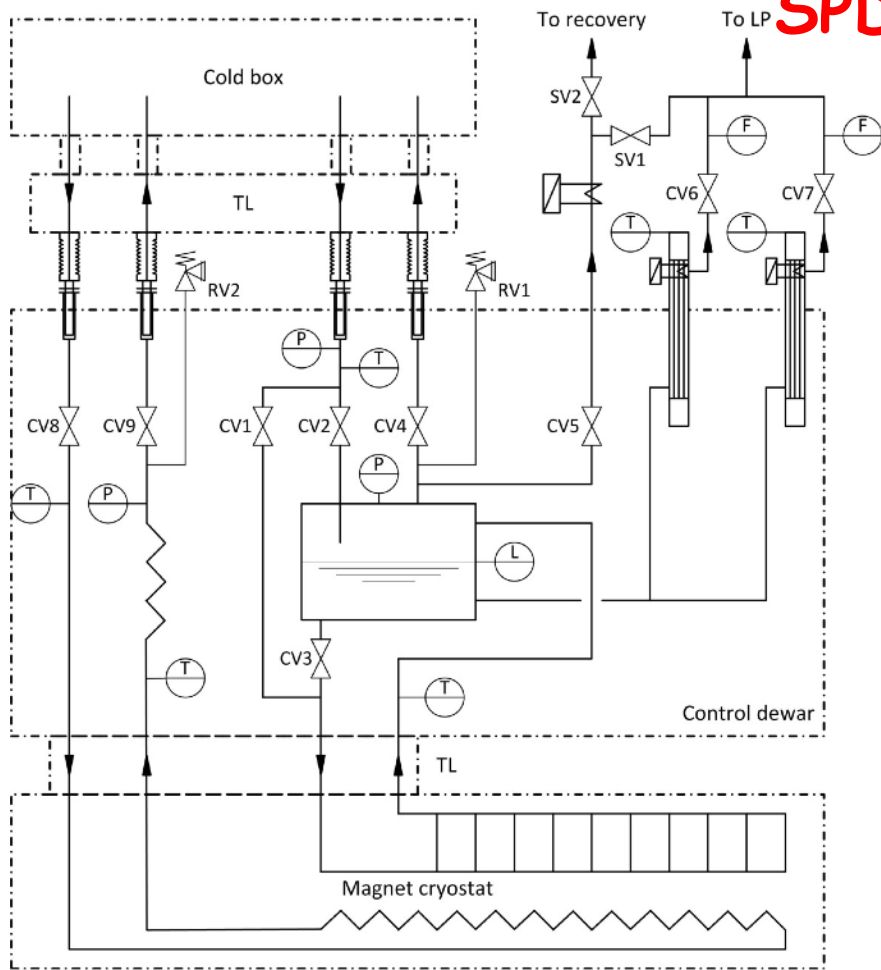 To recovery
To LP
SPD
Cold box
SV2
SV1
F
F
TL
CV6
CV7
T
T
RV2
RV1
P
T
CV8
CV9
CV1
CV2
CV4
CV5
T
P
P
L
CV3
T
T
Control dewar
TL
Magnet cryostat